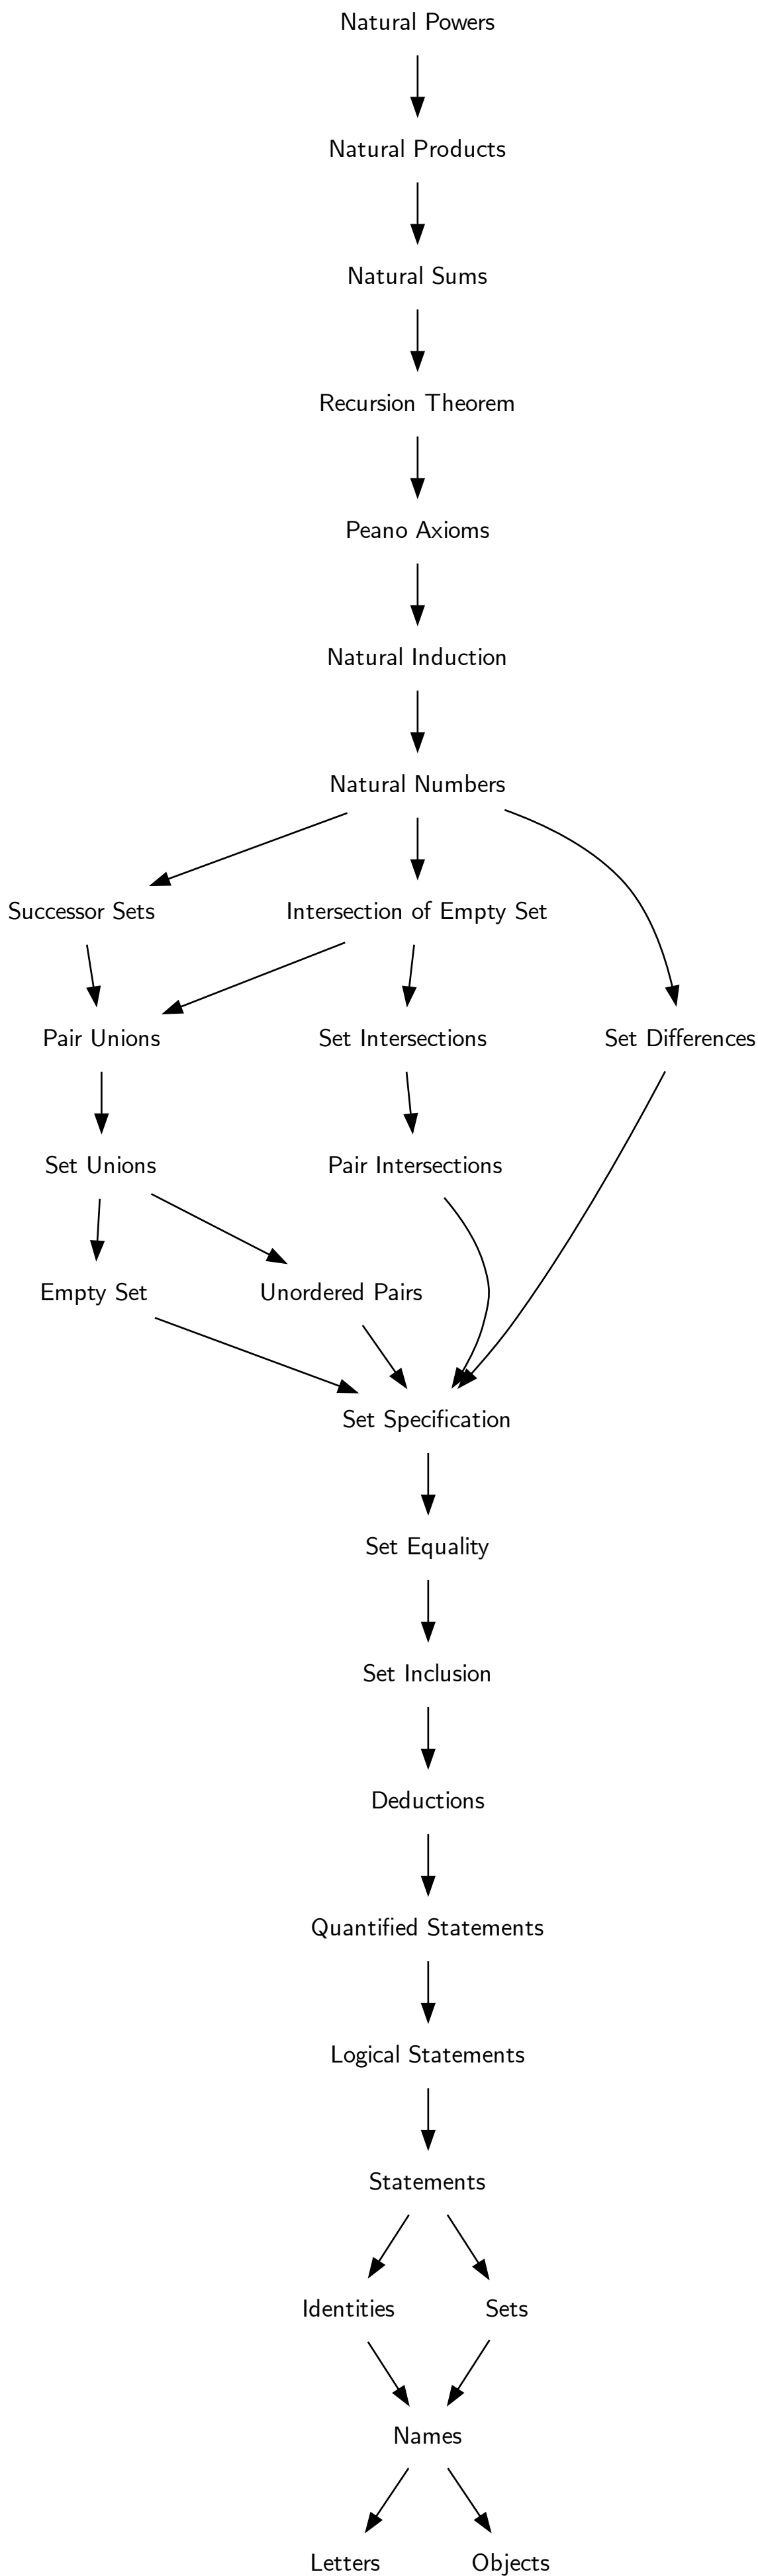 Natural Powers
Natural Products
Natural Sums
Recursion Theorem
Peano Axioms
Natural Induction
Natural Numbers
Successor Sets
Intersection of Empty Set
Pair Unions
Set Intersections
Set Differences
Set Unions
Pair Intersections
Empty Set
Unordered Pairs
Set Specification
Set Equality
Set Inclusion
Deductions
Quantified Statements
Logical Statements
Statements
Identities
Sets
Names
Letters
Objects